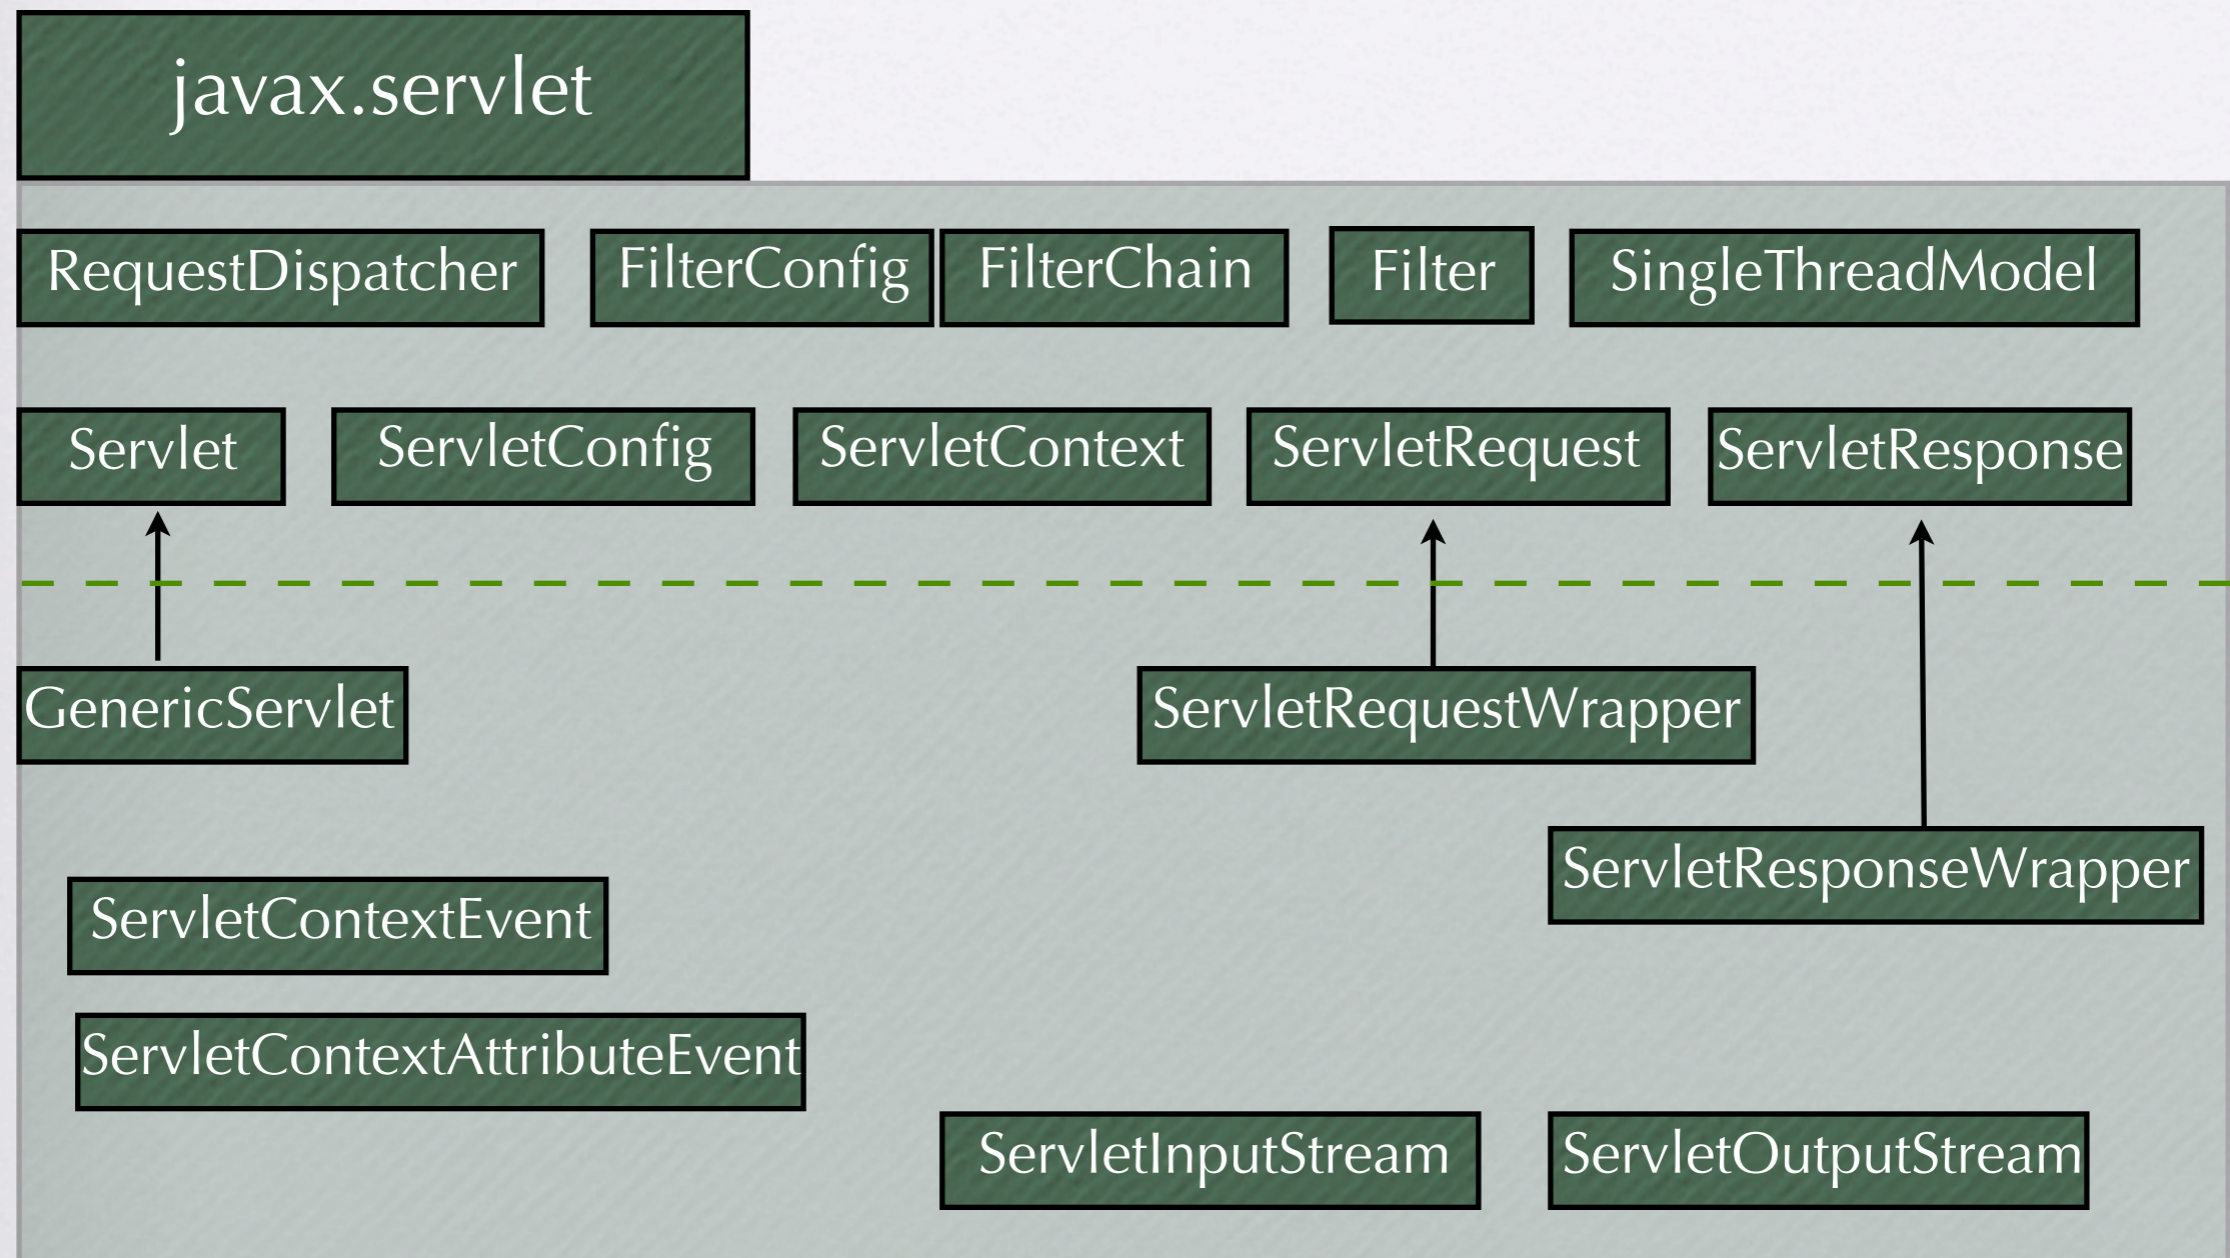 javax.servlet
RequestDispatcher
FilterConfig
FilterChain
Filter
SingleThreadModel
Servlet
ServletConfig
ServletContext
ServletRequest
ServletResponse
GenericServlet
ServletRequestWrapper
ServletResponseWrapper
ServletContextEvent
ServletContextAttributeEvent
ServletInputStream
ServletOutputStream